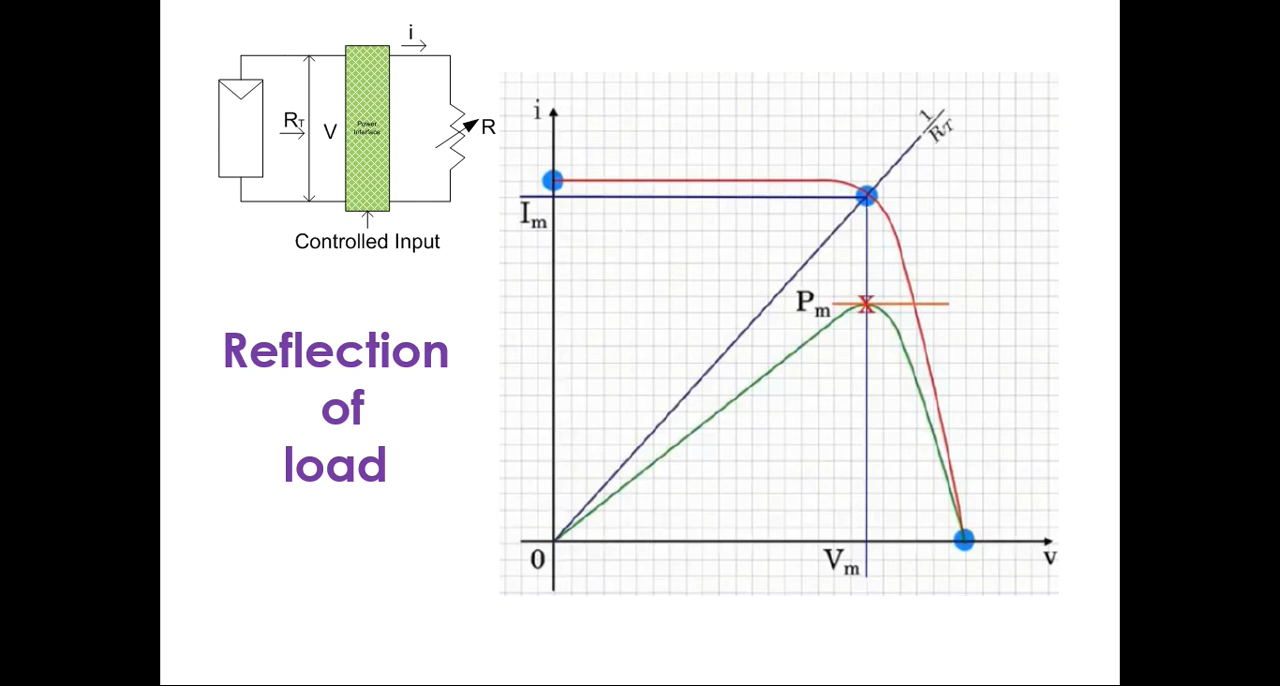 i
R_T
V
Power
Interface
R
Controlled Input
Reflection
of
load
i
1/R_T
I_m
P_m
X
0
V_m
v